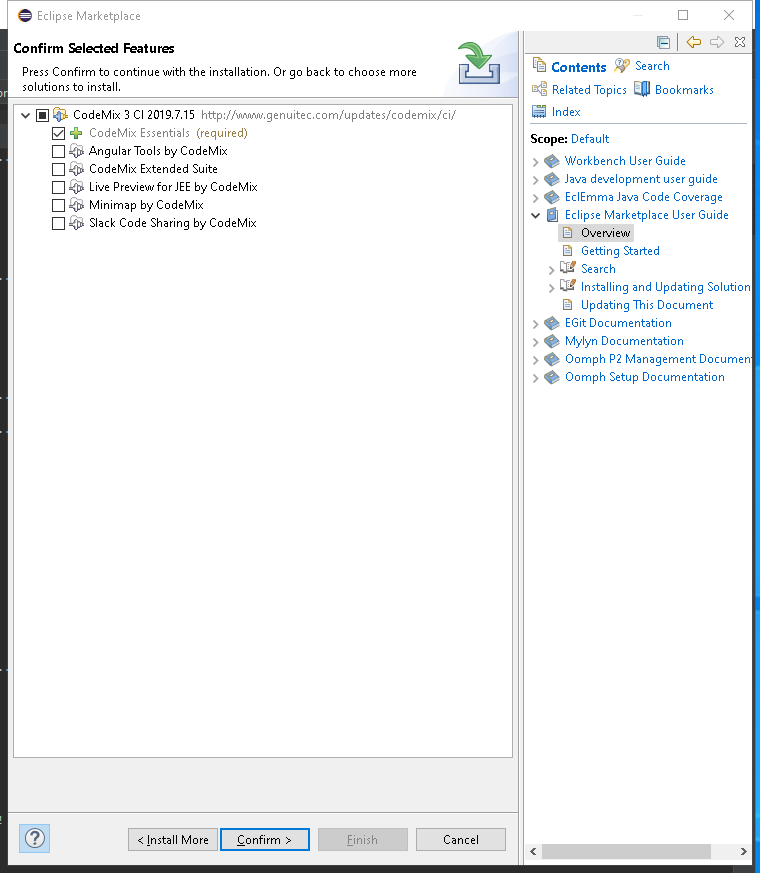 Eclipse Marketplace
Confirm Selected Features
Press Confirm to continue with the installation. Or go back to choose more
solutions to install.
CodeMix 3 CI 2019.7.15 http://www.genuitec.com/updates/codemix/ci/
CodeMix Essentials (required)
Angular Tools by CodeMix
CodeMix Extended Suite
Live Preview for JEE by CodeMix
Minimap by CodeMix
Slack Code Sharing by CodeMix
? < Install More Confirm > Finish Cancel
Contents Search
Related Topics Bookmarks
Index
Scope: Default
Workbench User Guide
Java development user guide
EclEmma Java Code Coverage
Eclipse Marketplace User Guide
Overview
Getting Started
Search
Installing and Updating Solution
Updating This Document
EGit Documentation
Mylyn Documentation
Oomph P2 Management Documen
Oomph Setup Documentation